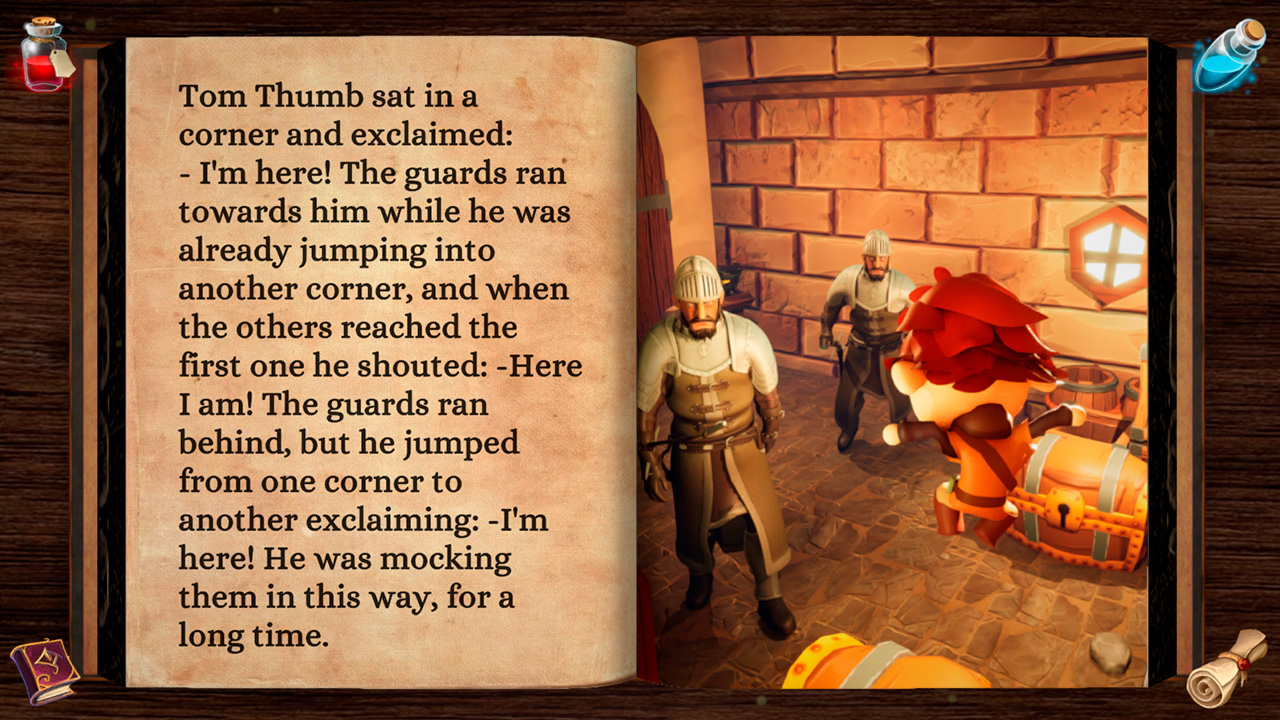 Tom Thumb sat in a
corner and exclaimed:
- I'm here! The guards ran
towards him while he was
already jumping into
another corner, and when
the others reached the
first one he shouted: -Here
I am! The guards ran
behind, but he jumped
from one corner to
another exclaiming: -I'm
here! He was mocking
them in this way, for a
long time.